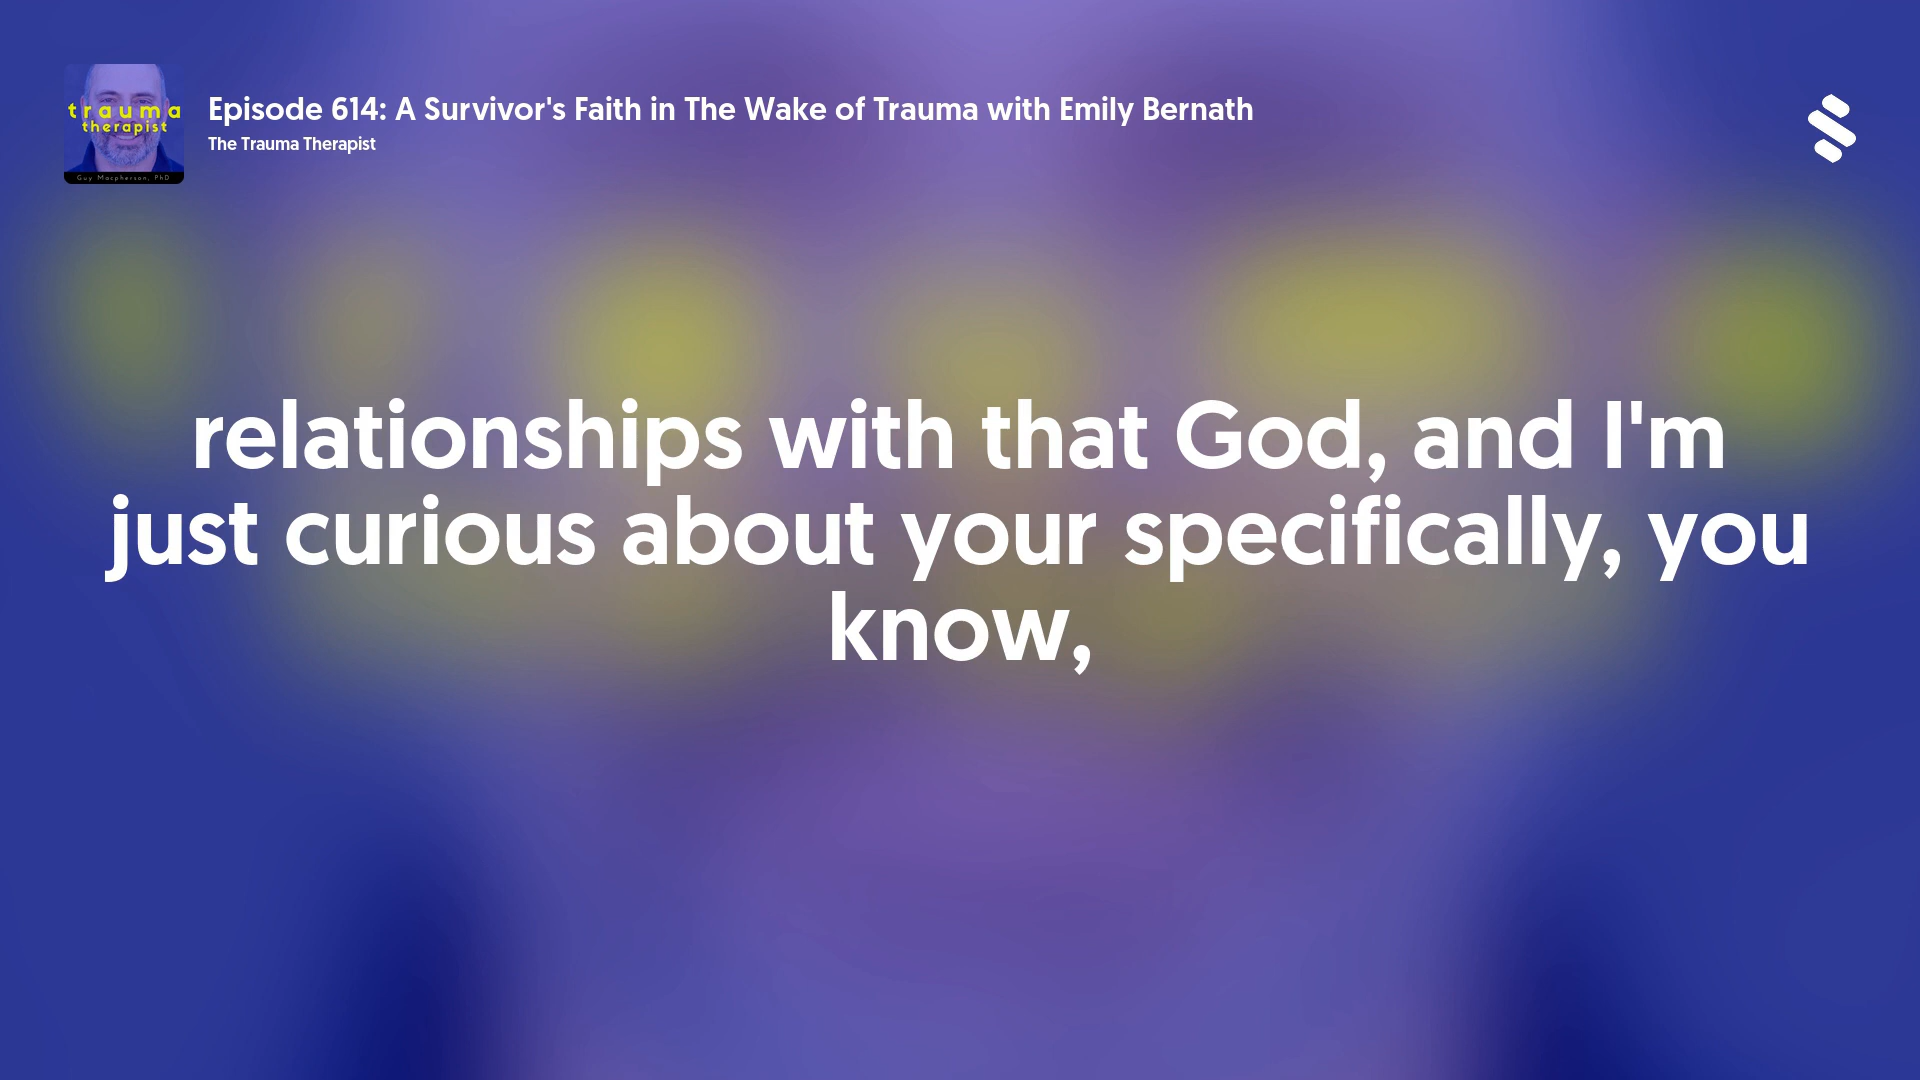 trauma
therapist
Guy Macpherson, PhD
Episode 614: A Survivor's Faith in The Wake of Trauma with Emily Bernath
The Trauma Therapist
relationships with that God, and I'm
just curious about your specifically, you
know,